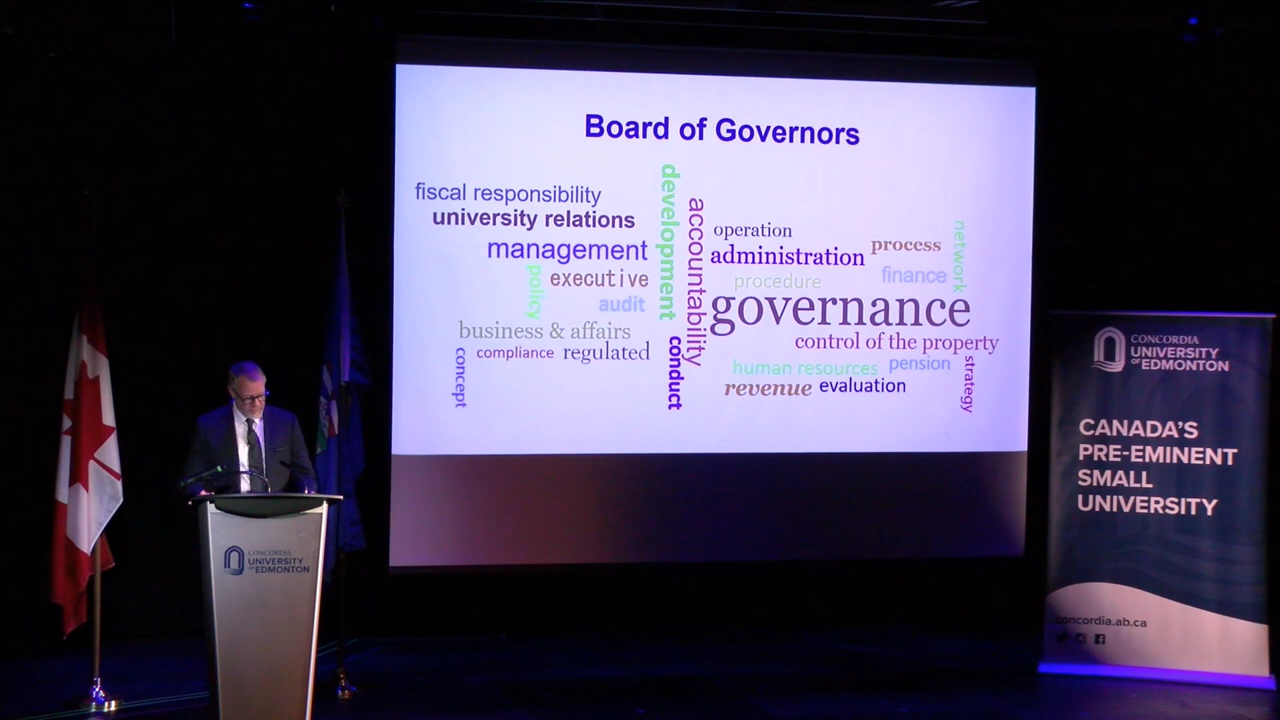 Board of Governors
fiscal responsibility
university relations
management
policy
executive
audit
business & affairs
concept
compliance
regulated
development
accountability
conduct
operation
administration
process
network
procedure
finance
governance
control of the property
human resources
pension
strategy
revenue
evaluation
CONCORDIA
UNIVERSITY
OF EDMONTON
CONCORDIA
UNIVERSITY
OF EDMONTON
CANADA'S
PRE-EMINENT
SMALL
UNIVERSITY
concordia.ab.ca